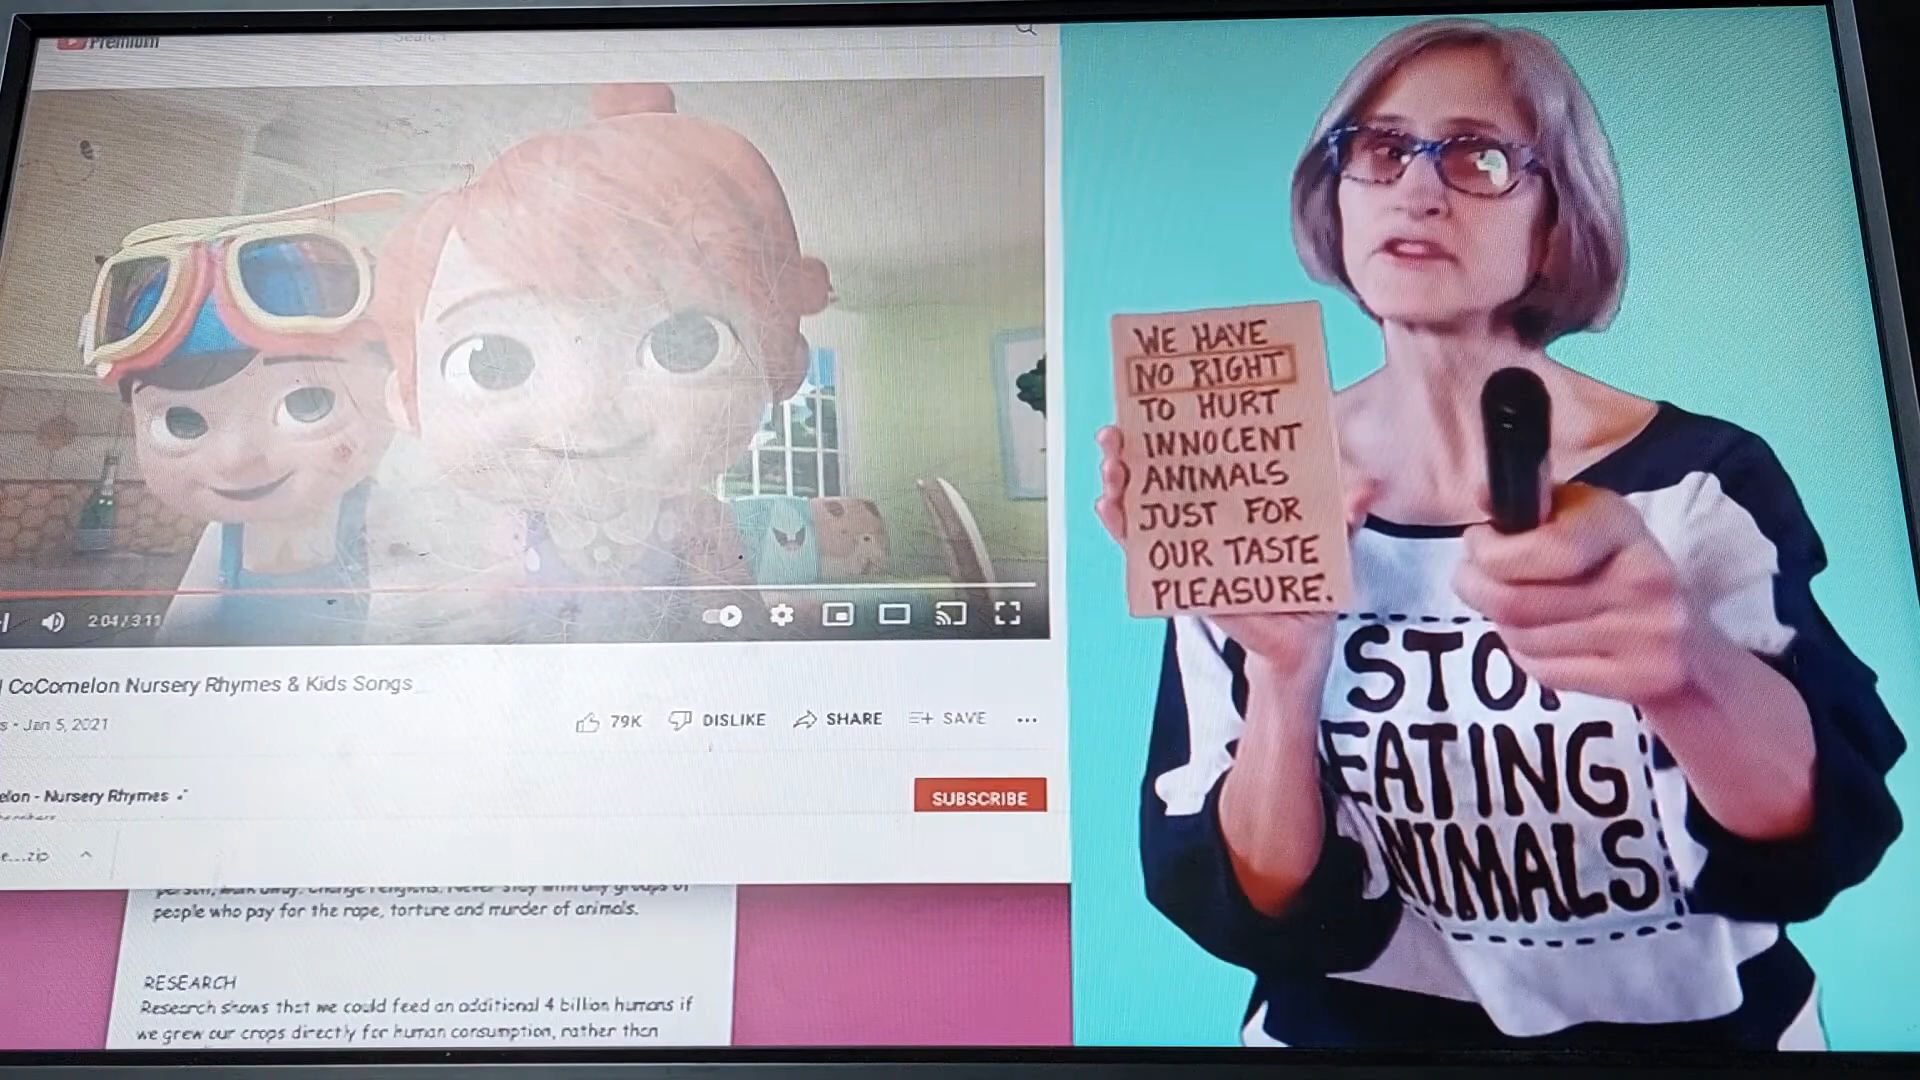 Premium
Search
2:04 / 3:11
CoComelon Nursery Rhymes & Kids Songs
Jan 5, 2021
79K
DISLIKE
SHARE
SAVE
SUBSCRIBE
- Nursery Rhymes
people who pay for the rape, torture and murder of animals.
RESEARCH
Research shows that we could feed an additional 4 billion humans if
we grew our crops directly for human consumption, rather than
WE HAVE
NO RIGHT
TO HURT
INNOCENT
ANIMALS
JUST FOR
OUR TASTE
PLEASURE.
STOP
EATING
ANIMALS